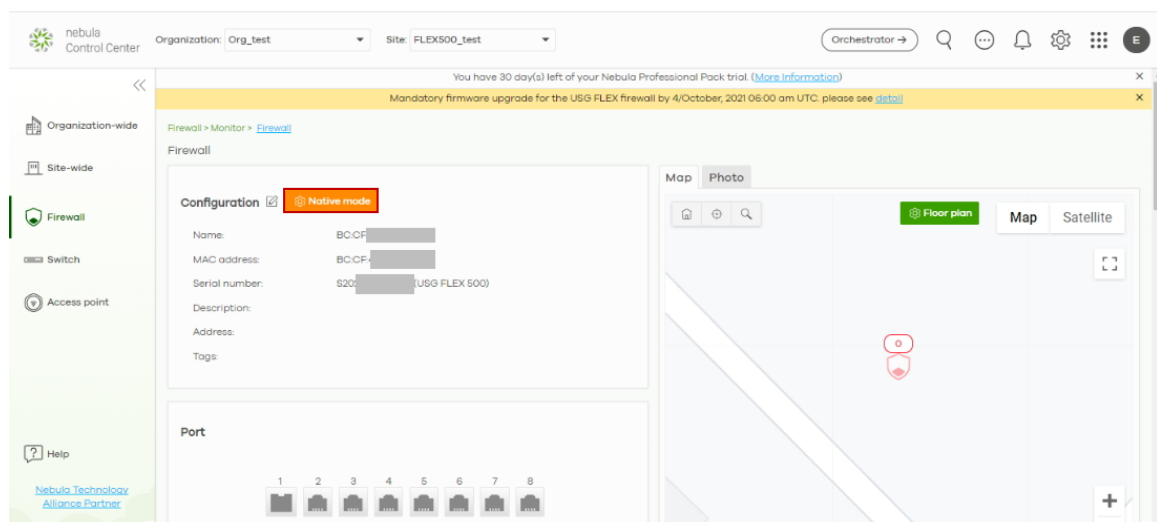 nebula
Control Center
Organization: Org_test
Site: FLEX500_test
Orchestrator →
E
You have 30 day(s) left of your Nebula Professional Pack trial. (More Information)
Mandatory firmware upgrade for the USG FLEX firewall by 4/October, 2021 06:00 am UTC. please see detail
Organization-wide
Site-wide
Firewall
Switch
Access point
Help
Nebula Technology
Alliance Partner
Firewall > Monitor > Firewall
Firewall
Configuration
Native mode
Name: BC:CF
MAC address: BC:CF:
Serial number: S20 (USG FLEX 500)
Description:
Address:
Tags:
Port
1 2 3 4 5 6 7 8
Map Photo
Floor plan
Map Satellite
0
+